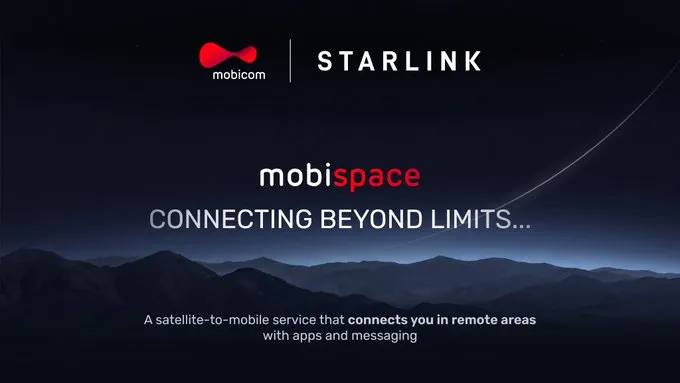 mobicom
STARLINK
mobispace
CONNECTING BEYOND LIMITS...
A satellite-to-mobile service that connects you in remote areas
with apps and messaging